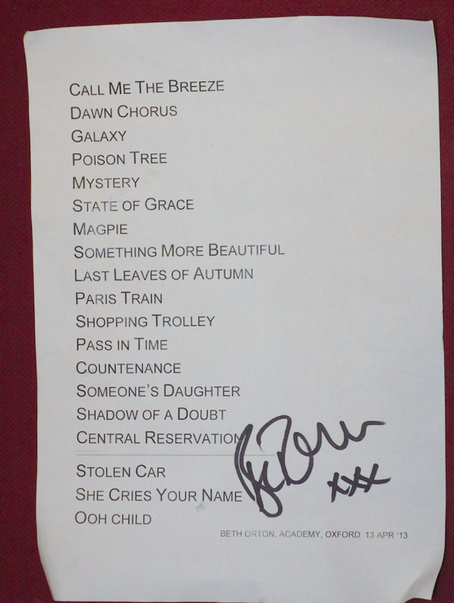 CALL ME THE BREEZE
DAWN CHORUS
GALAXY
POISON TREE
MYSTERY
STATE OF GRACE
MAGPIE
SOMETHING MORE BEAUTIFUL
LAST LEAVES OF AUTUMN
PARIS TRAIN
SHOPPING TROLLEY
PASS IN TIME
COUNTENANCE
SOMEONE'S DAUGHTER
SHADOW OF A DOUBT
CENTRAL RESERVATION
STOLEN CAR
SHE CRIES YOUR NAME
xxx
OOH CHILD
BETH ORTON, ACADEMY, OXFORD 13 APR '13